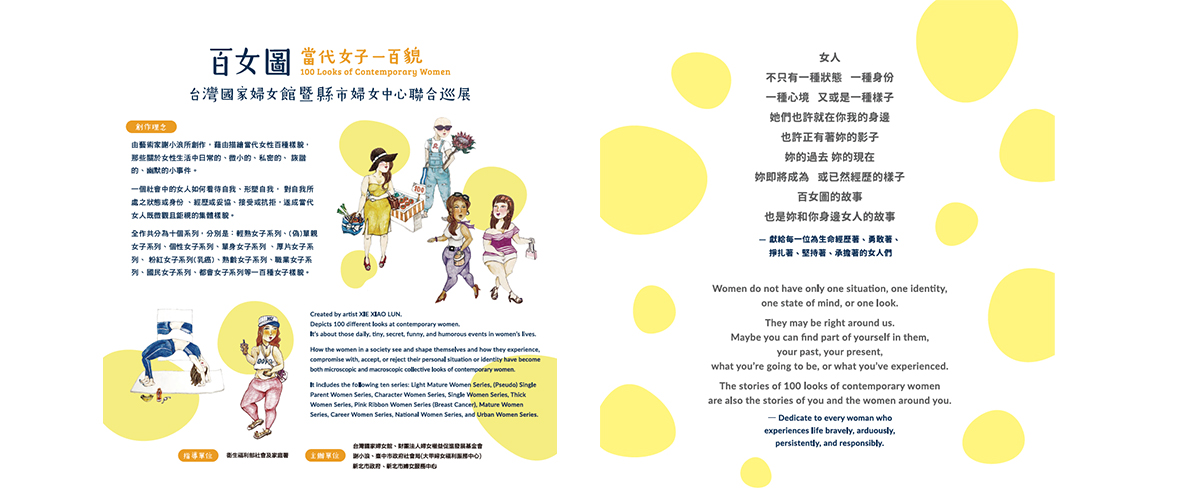 百女圖
當代女子一百貌
100 Looks of Contemporary Women
台灣國家婦女館暨縣市婦女中心聯合巡展
創作理念
由藝術家謝小浪所創作，藉由描繪當代女性百種樣貌，
那些關於女性生活中日常的、微小的、私密的、 詼諧
的、幽默的小事件。
一個社會中的女人如何看待自我、形塑自我， 對自我所
處之狀態或身份 、經歷或妥協、接受或抗拒，遂成當代
女人既微觀且鉅視的集體樣貌。
全作共分為十個系列，分別是：輕熟女子系列、(偽)單親
女子系列、個性女子系列、單身女子系列 、厚片女子系
列、 粉紅女子系列(乳癌)、熟齡女子系列、職業女子系
列、國民女子系列、都會女子系列等一百種女子樣貌。
100
Created by artist XIE XIAO LUN.
Depicts 100 different looks at contemporary women.
It's about those daily, tiny, secret, funny, and humorous events in women's lives.
How the women in a society see and shape themselves and how they experience,
compromise with, accept, or reject their personal situation or identity have become
both microscopic and macroscopic collective looks of contemporary women.
It includes the following ten series: Light Mature Women Series, (Pseudo) Single
Parent Women Series, Character Women Series, Single Women Series, Thick
Women Series, Pink Ribbon Women Series (Breast Cancer), Mature Women
Series, Career Women Series, National Women Series, and Urban Women Series.
指導單位
衛生福利部社會及家庭署
主辦單位
台灣國家婦女館、財團法人婦女權益促進發展基金會
謝小浪、臺中市政府社會局(大甲婦女福利服務中心)
新北市政府、新北市婦女服務中心
女人
不只有一種狀態 一種身份
一種心境 又或是一種樣子
她們也許就在你我的身邊
也許正有著妳的影子
妳的過去 妳的現在
妳即將成為 或已然經歷的樣子
百女圖的故事
也是妳和你身邊女人的故事
— 獻給每一位為生命經歷著、勇敢著、
掙扎著、堅持著、承擔著的女人們
Women do not have only one situation, one identity,
one state of mind, or one look.
They may be right around us.
Maybe you can find part of yourself in them,
your past, your present,
what you're going to be, or what you've experienced.
The stories of 100 looks of contemporary women
are also the stories of you and the women around you.
— Dedicate to every woman who
experiences life bravely, arduously,
persistently, and responsibly.